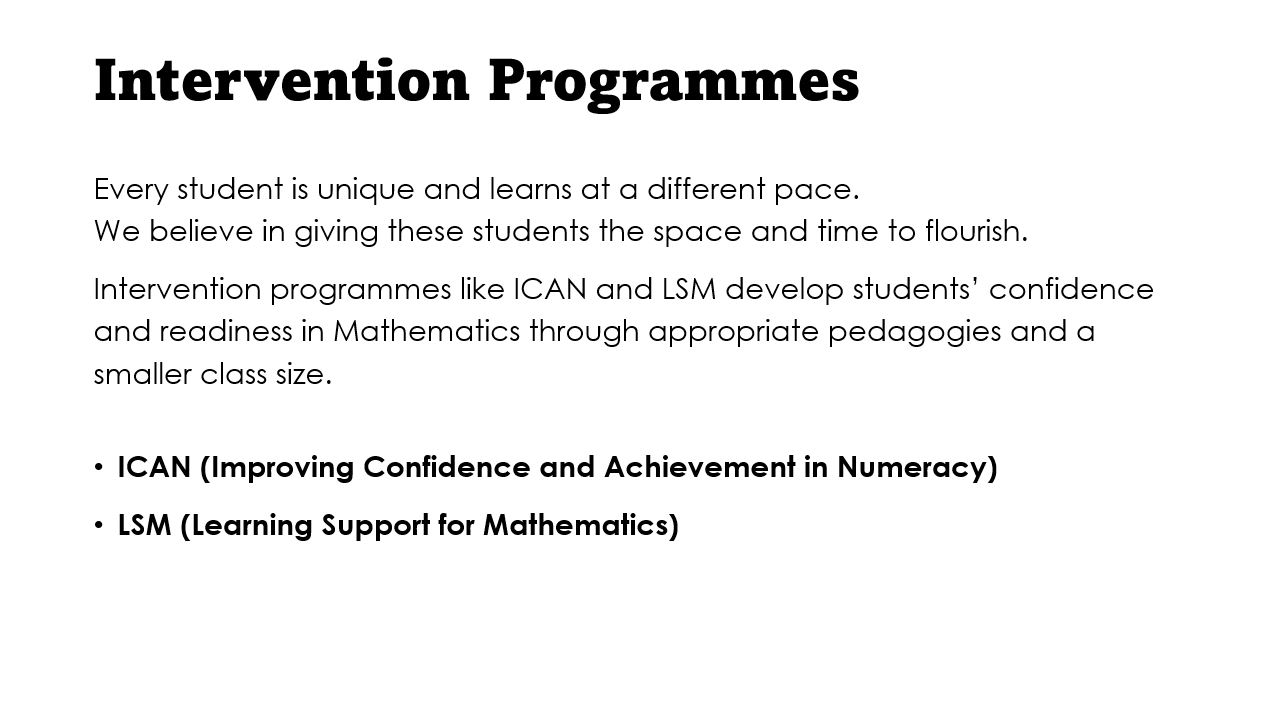 Intervention Programmes
Every student is unique and learns at a different pace.
We believe in giving these students the space and time to flourish.
Intervention programmes like ICAN and LSM develop students’ confidence
and readiness in Mathematics through appropriate pedagogies and a
smaller class size.
• ICAN (Improving Confidence and Achievement in Numeracy)
• LSM (Learning Support for Mathematics)